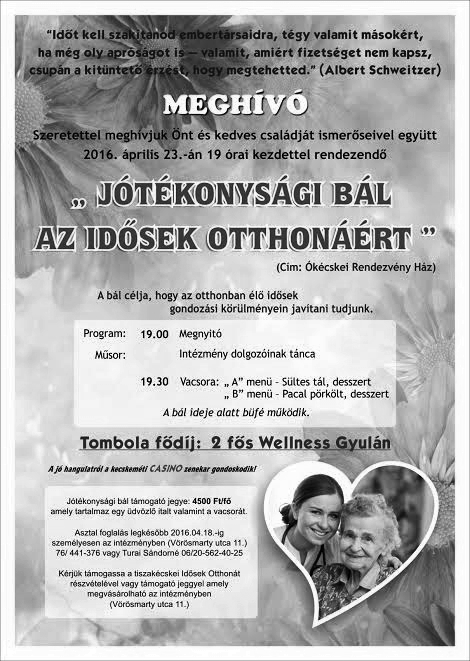 "Időt kell szakítanod embertársaidra, tégy valamit másokért,
ha még oly apróságot is – valamit, amiért fizetséget nem kapsz,
csupán a kitüntető érzést, hogy megtehetted." (Albert Schweitzer)
MEGHÍVÓ
Szeretettel meghívjuk Önt és kedves családját ismerőseivel együtt
2016. április 23.-án 19 órai kezdettel rendezendő
„ JÓTÉKONYSÁGI BÁL
AZ IDŐSEK OTTHONÁÉRT ”
(Cím: Ókécskei Rendezvény Ház)
A bál célja, hogy az otthonban élő idősek
gondozási körülményein javítani tudjunk.
Program: 19.00 Megnyitó
Műsor: Intézmény dolgozóinak tánca
19.30 Vacsora: „ A” menü – Sültes tál, desszert
„ B” menü – Pacal pörkölt, desszert
A bál ideje alatt büfé működik.
Tombola fődíj: 2 fős Wellness Gyulán
A jó hangulatról a kecskeméti CASINO zenekar gondoskodik!
Jótékonysági bál támogató jegye: 4500 Ft/fő
amely tartalmaz egy üdvözlő italt valamint a vacsorát.
Asztal foglalás legkésőbb 2016.04.18.-ig
személyesen az intézményben (Vörösmarty utca 11.)
76/ 441-376 vagy Turai Sándorné 06/20-562-40-25
Kérjük támogassa a tiszakécskei Idősek Otthonát
részvételével vagy támogató jeggyel amely
megvásárolható az intézményben
(Vörösmarty utca 11.)